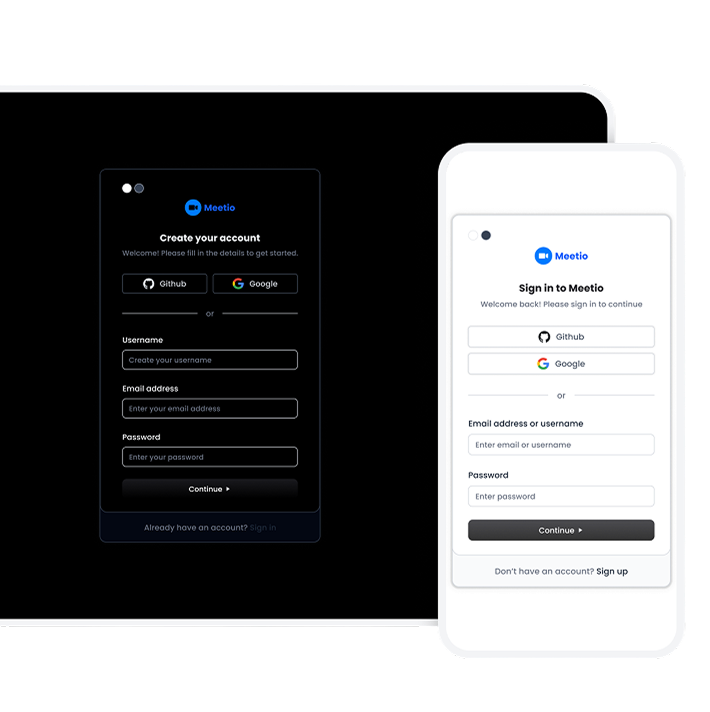 Meetio
Create your account
Welcome! Please fill in the details to get started.
Github
Google
or
Username
Create your username
Email address
Enter your email address
Password
Enter your password
Continue
Already have an account? Sign in
Meetio
Sign in to Meetio
Welcome back! Please sign in to continue
Github
Google
or
Email address or username
Enter email or username
Password
Enter password
Continue
Don't have an account? Sign up